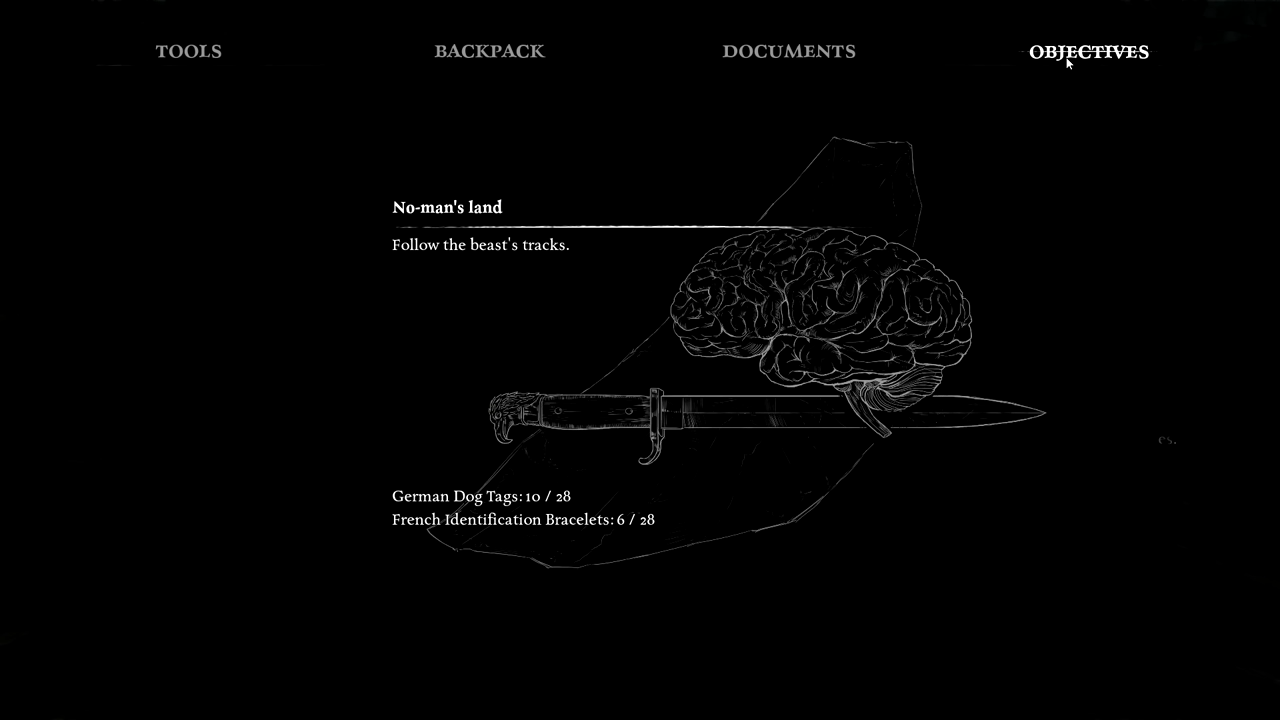 TOOLS BACKPACK DOCUMENTS OBJECTIVES
No-man's land
Follow the beast's tracks.
German Dog Tags: 10 / 28
French Identification Bracelets: 6 / 28